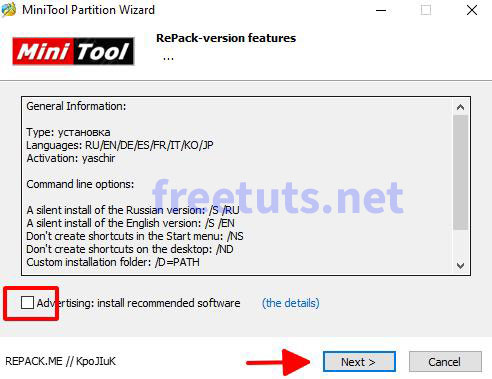 MiniTool Partition Wizard
Mini Tool
RePack-version features
...
General Information:
Type: установка
Languages: RU/EN/DE/ES/FR/IT/KO/JP
Activation: yaschir
Command line options:
freetuts.net
A silent install of the Russian version: /S /RU
A silent install of the English version: /S /EN
Don't create shortcuts in the Start menu: /NS
Don't create shortcuts on the desktop: /ND
Custom installation folder: /D=PATH
Advertising: install recommended software (the details)
REPACK.ME // KpoJIuK
Next >
Cancel